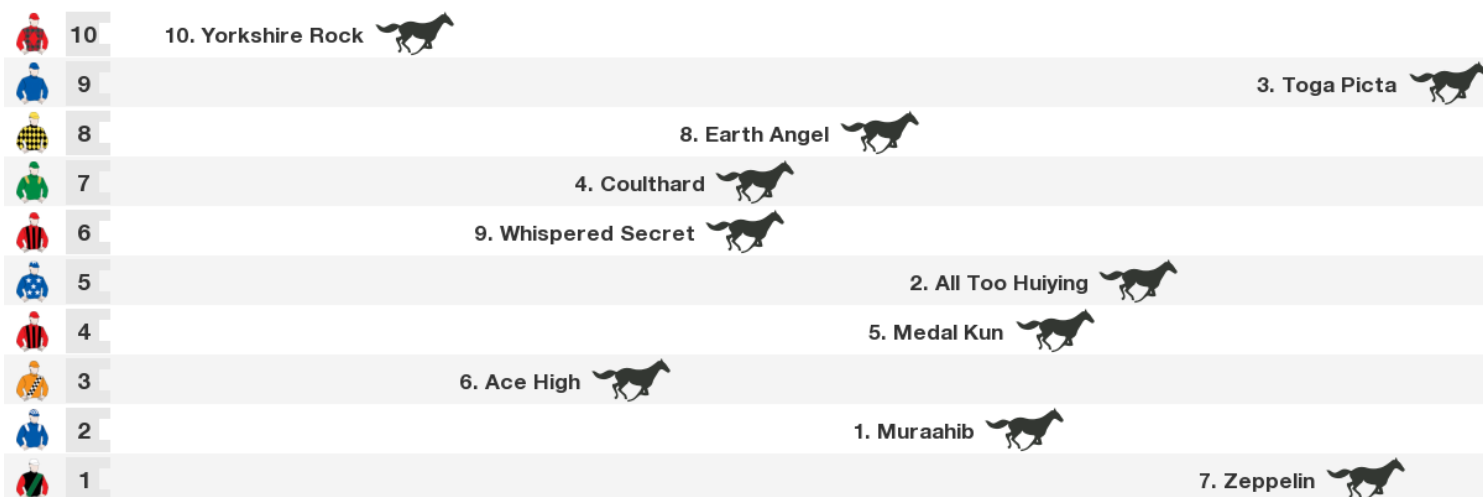 10 10. Yorkshire Rock
9 3. Toga Picta
8 8. Earth Angel
7 4. Coulthard
6 9. Whispered Secret
5 2. All Too Huiying
4 5. Medal Kun
3 6. Ace High
2 1. Muraahib
1 7. Zeppelin